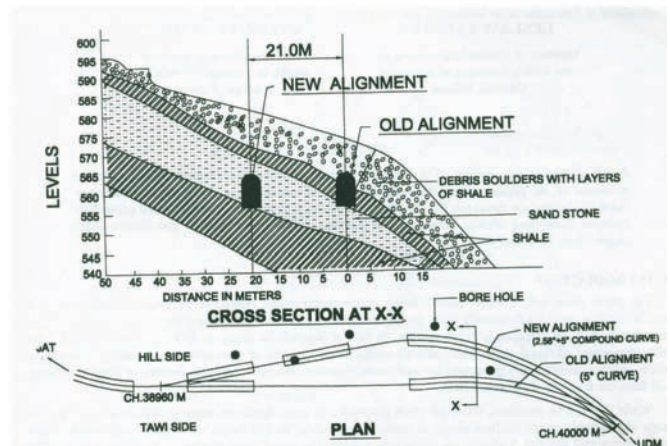 600
595
590
585
580
575
570
565
560
555
550
545
540
LEVELS
21.0M
NEW ALIGNMENT
OLD ALIGNMENT
DEBRIS BOULDERS WITH LAYERS
OF SHALE
SAND STONE
SHALE
50 40 35 30 25 20 15 10 5 0 5 10 15
DISTANCE IN METERS
CROSS SECTION AT X-X
BORE HOLE
X
NEW ALIGNMENT
(2.58°+5° COMPOUND CURVE)
OLD ALIGNMENT
(5° CURVE)
HILL SIDE
CH.38960 M
TAWI SIDE
X
PLAN
CH.40000 M
UDM